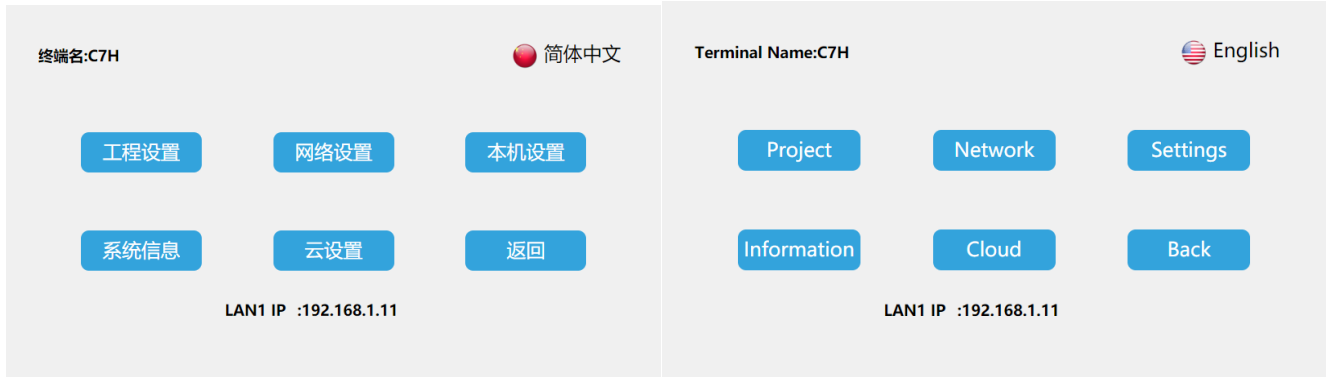 终端名:C7H
简体中文
工程设置 网络设置 本机设置
系统信息 云设置 返回
LAN1 IP :192.168.1.11
Terminal Name:C7H
English
Project Network Settings
Information Cloud Back
LAN1 IP :192.168.1.11